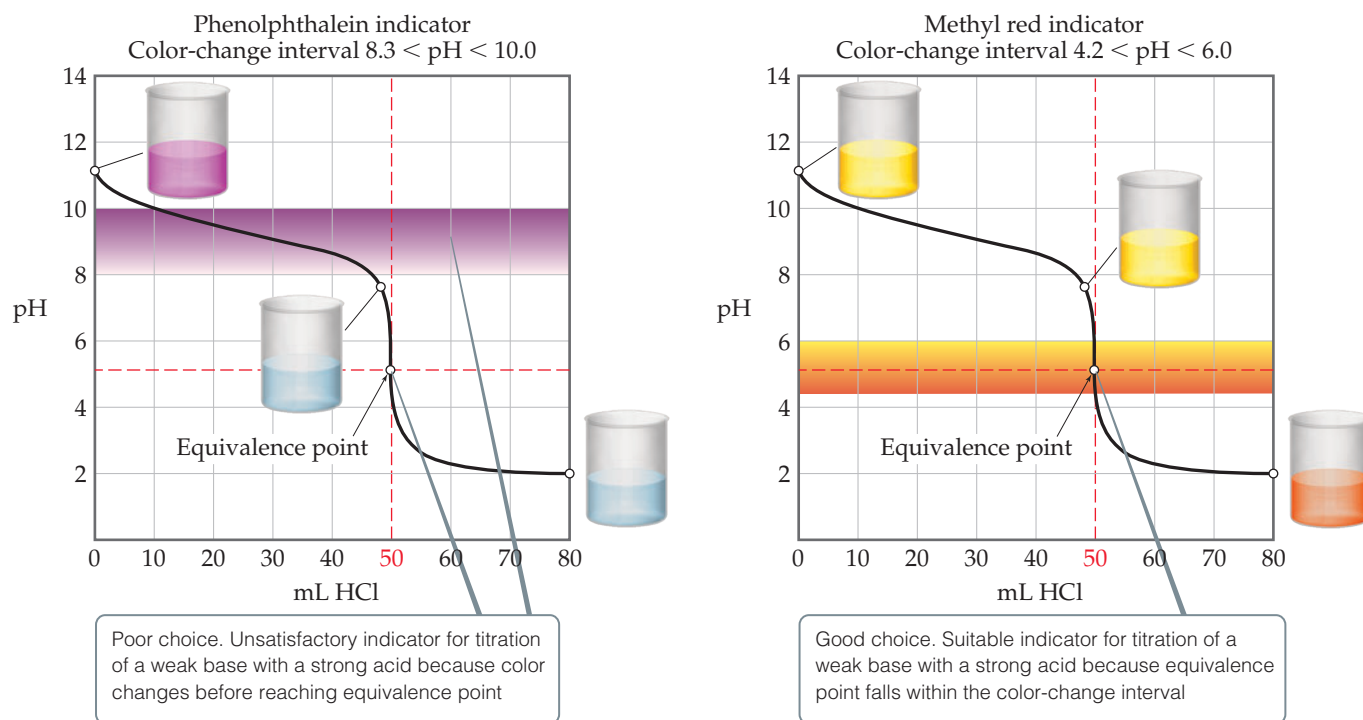 Phenolphthalein indicator
Color-change interval 8.3 < pH < 10.0
14
12
10
8
6
4
2
pH
Equivalence point
0 10 20 30 40 50 60 70 80
mL HCl
Poor choice. Unsatisfactory indicator for titration
of a weak base with a strong acid because color
changes before reaching equivalence point
Methyl red indicator
Color-change interval 4.2 < pH < 6.0
14
12
10
8
6
4
2
pH
Equivalence point
0 10 20 30 40 50 60 70 80
mL HCl
Good choice. Suitable indicator for titration of a
weak base with a strong acid because equivalence
point falls within the color-change interval